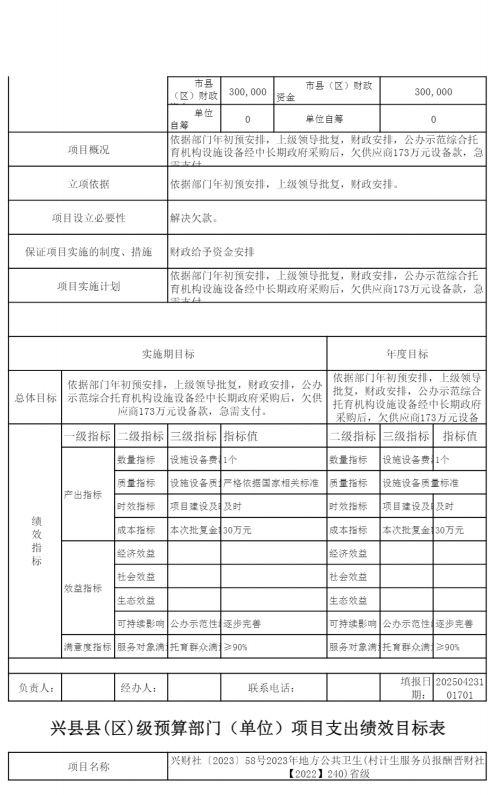 市县
（区）财政
300,000
市县（区）财政
资金
300,000
单位
自筹
0
单位自筹
0
项目概况
依据部门年初预安排，上级领导批复，财政安排，公办示范综合托
育机构设施设备经中长期政府采购后，欠供应商173万元设备款，急
需支付
立项依据
依据部门年初预安排，上级领导批复，财政安排。
项目设立必要性
解决欠款。
保证项目实施的制度、措施
财政给予资金安排
项目实施计划
依据部门年初预安排，上级领导批复，财政安排，公办示范综合托
育机构设施设备经中长期政府采购后，欠供应商173万元设备款，急
需支付
实施期目标
年度目标
总体目标
依据部门年初预安排，上级领导批复，财政安排，公办
示范综合托育机构设施设备经中长期政府采购后，欠供
应商173万元设备款，急需支付。
依据部门年初预安排，上级领导
批复，财政安排，公办示范综合
托育机构设施设备经中长期政府
采购后，欠供应商173万元设备
绩效指标
一级指标 二级指标 三级指标 指标值 二级指标 三级指标 指标值
产出指标
数量指标 设施设备费 1个 数量指标 设施设备费 1个
质量指标 设施设备质 严格依据国家相关标准 质量指标 设施设备质量标准
时效指标 项目建设及 及时 时效指标 项目建设及 及时
成本指标 本次批复金 30万元 成本指标 本次批复金 30万元
效益指标
经济效益 经济效益
社会效益 社会效益
生态效益 生态效益
可持续影响 公办示范性 逐步完善 可持续影响 公办示范性 逐步完善
满意度指标 服务对象满 托育群众满 ≥90% 服务对象满 托育群众满 ≥90%
负责人： 经办人： 联系电话： 填报日期： 20250423101701
兴县县(区)级预算部门（单位）项目支出绩效目标表
项目名称
兴财社〔2023〕58号2023年地方公共卫生(村计生服务员报酬晋财社
【2022】240)省级